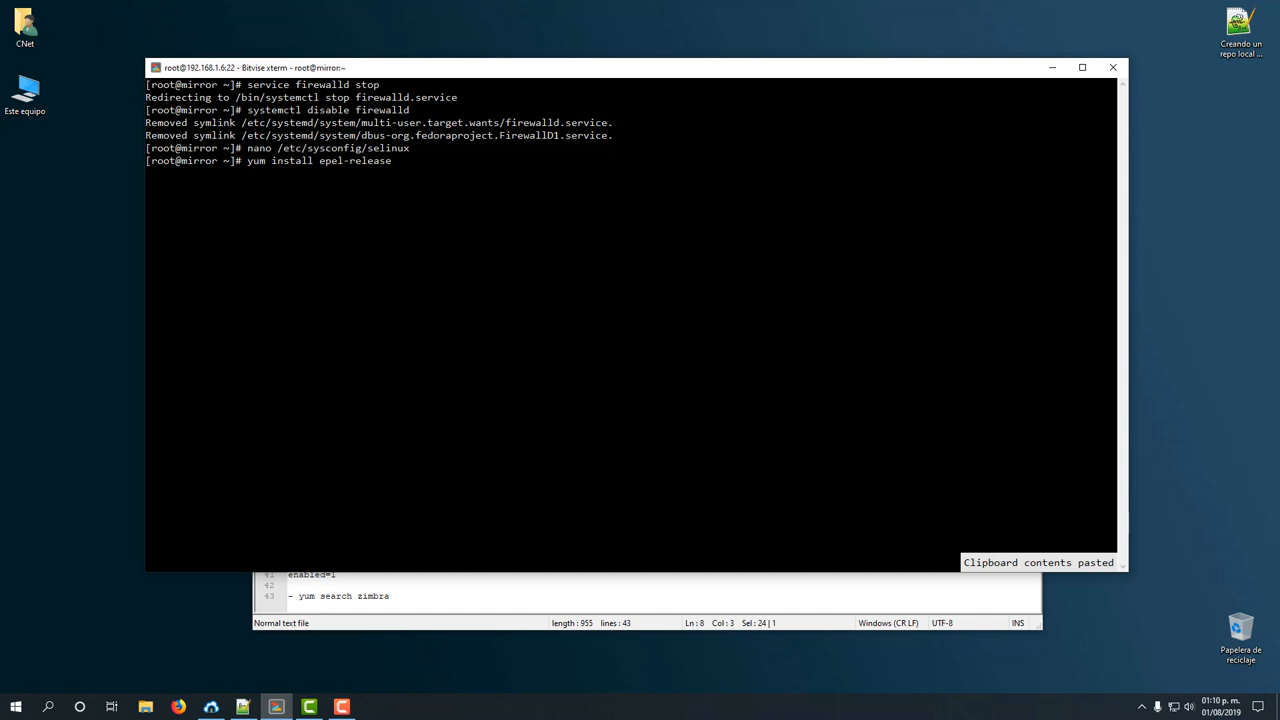 CNet
Este equipo
Creando un
repo local ...
root@192.168.1.6:22 - Bitvise xterm - root@mirror:~
[root@mirror ~]# service firewalld stop
Redirecting to /bin/systemctl stop firewalld.service
[root@mirror ~]# systemctl disable firewalld
Removed symlink /etc/systemd/system/multi-user.target.wants/firewalld.service.
Removed symlink /etc/systemd/system/dbus-org.fedoraproject.FirewallD1.service.
[root@mirror ~]# nano /etc/sysconfig/selinux
[root@mirror ~]# yum install epel-release
Clipboard contents pasted
41 enabled=1
42
43 - yum search zimbra
Normal text file length : 955 lines : 43 Ln : 8 Col : 3 Sel : 24 | 1 Windows (CR LF) UTF-8 INS
Papelera de
reciclaje
01:10 p. m.
01/08/2019